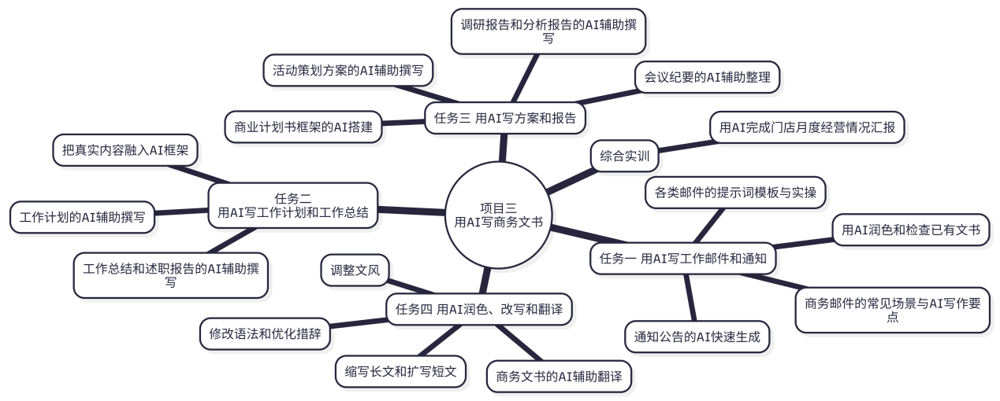 调研报告和分析报告的AI辅助撰
写
活动策划方案的AI辅助撰写
会议纪要的AI辅助整理
任务三 用AI写方案和报告
商业计划书框架的AI搭建
用AI完成门店月度经营情况汇报
把真实内容融入AI框架
综合实训
各类邮件的提示词模板与实操
任务二
用AI写工作计划和工作总结
项目三
用AI写商务文书
工作计划的AI辅助撰写
用AI润色和检查已有文书
任务一 用AI写工作邮件和通知
工作总结和述职报告的AI辅助撰
写
调整文风
任务四 用AI润色、改写和翻译
商务邮件的常见场景与AI写作要
点
修改语法和优化措辞
通知公告的AI快速生成
缩写长文和扩写短文
商务文书的AI辅助翻译